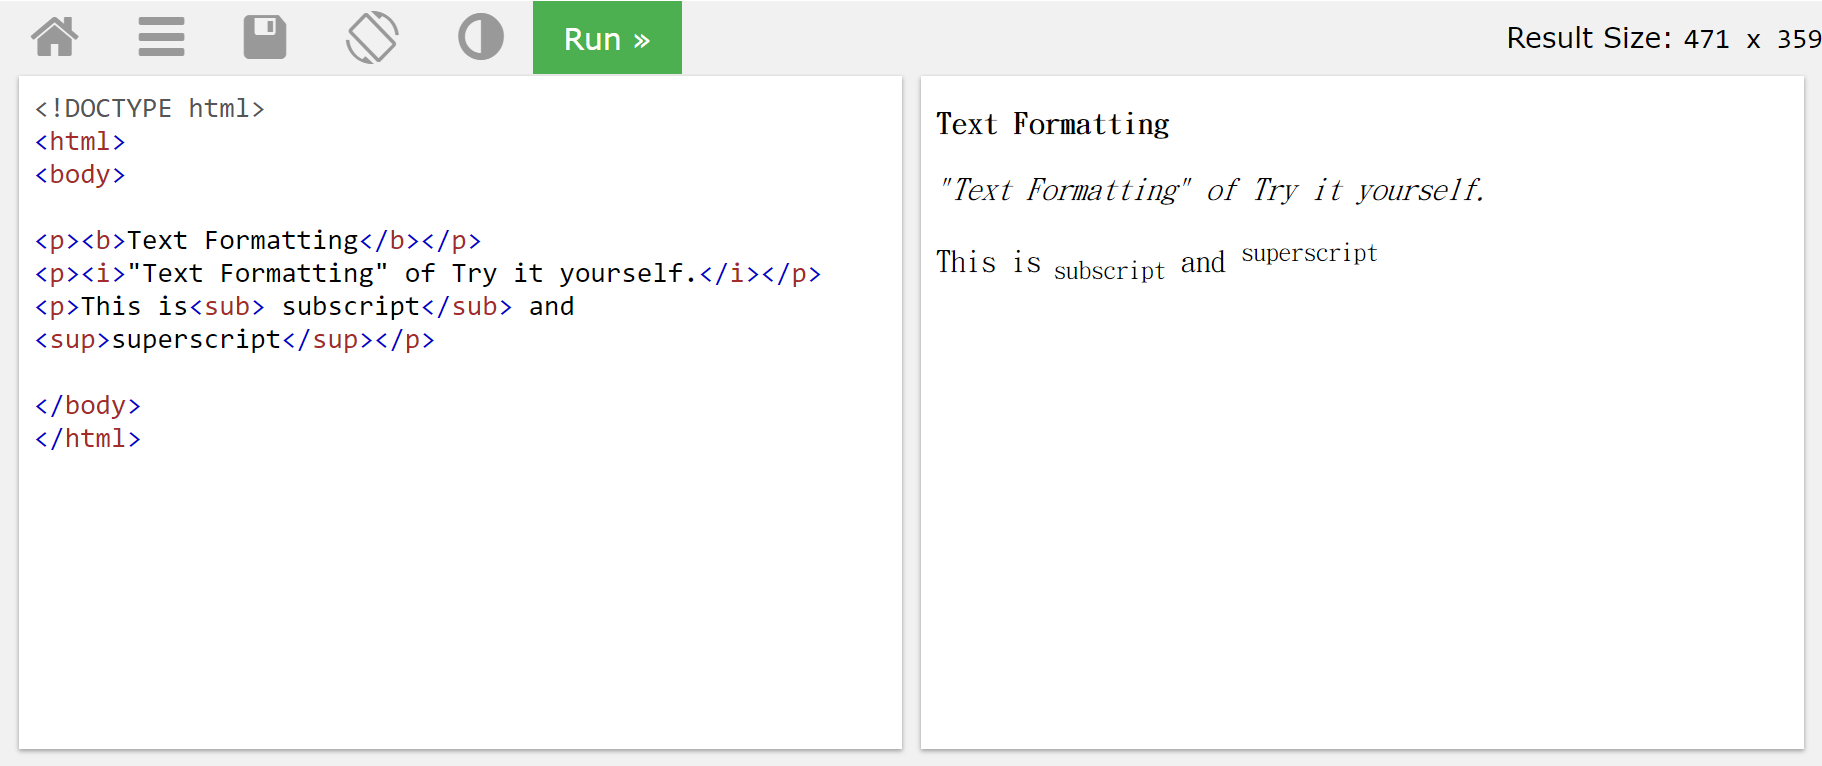 Run »
Result Size: 471 x 359
<!DOCTYPE html>
<html>
<body>
<p><b>Text Formatting</b></p>
<p><i>"Text Formatting" of Try it yourself.</i></p>
<p>This is<sub> subscript</sub> and
<sup>superscript</sup></p>
</body>
</html>
Text Formatting
"Text Formatting" of Try it yourself.
This is subscript and superscript